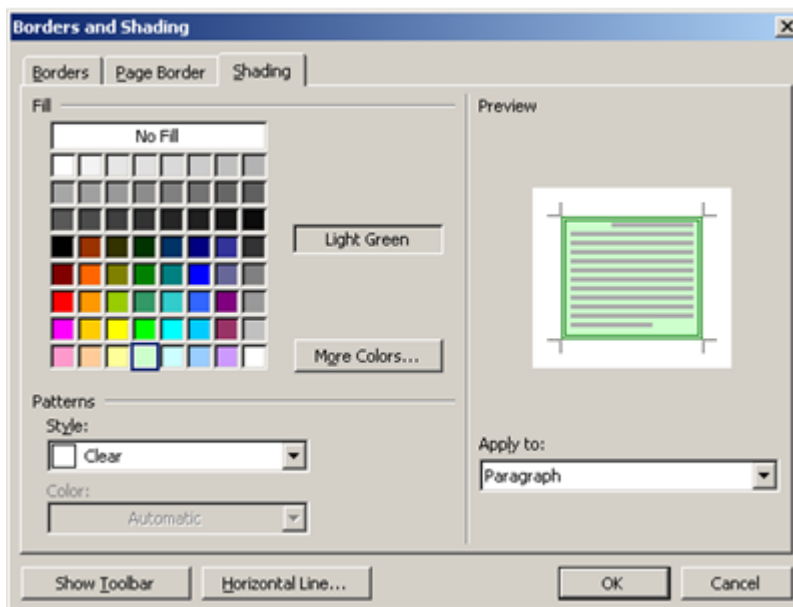 Borders and Shading
Borders
Page Border
Shading
Fill
No Fill
Light Green
More Colors...
Patterns
Style:
Clear
Color:
Automatic
Preview
Apply to:
Paragraph
Show Toolbar
Horizontal Line...
OK
Cancel